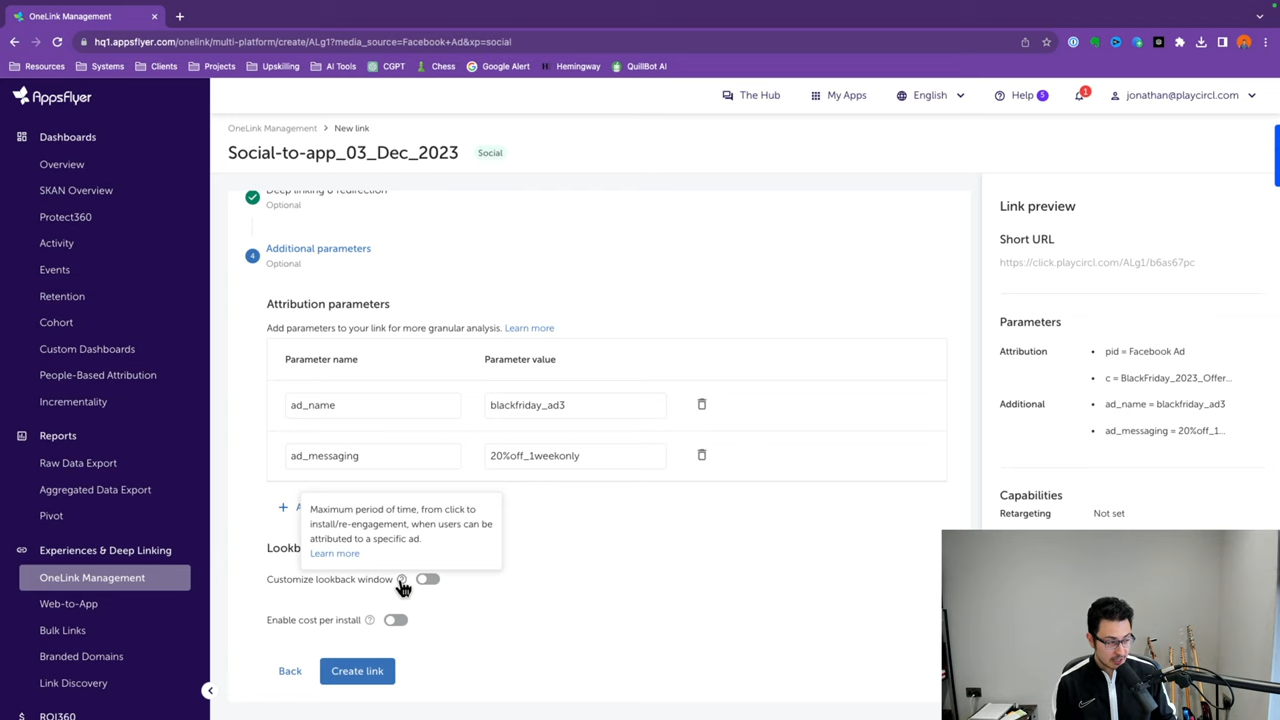 OneLink Management
hq1.appsflyer.com/onelink/multi-platform/create/ALg1?media_source=Facebook+Ad&xp=social
Resources
Systems
Clients
Projects
Upskilling
AI Tools
CGPT
Chess
Google Alert
H Hemingway
QuillBot AI
AppsFlyer
The Hub
My Apps
English
Help 5
1
jonathan@playcircl.com
Dashboards
Overview
SKAN Overview
Protect360
Activity
Events
Retention
Cohort
Custom Dashboards
People-Based Attribution
Incrementality
Reports
Raw Data Export
Aggregated Data Export
Pivot
Experiences & Deep Linking
OneLink Management
Web-to-App
Bulk Links
Branded Domains
Link Discovery
ROI360
OneLink Management > New link
Social-to-app_03_Dec_2023 Social
Deep linking & redirection
Optional
4 Additional parameters
Optional
Attribution parameters
Add parameters to your link for more granular analysis. Learn more
Parameter name Parameter value
ad_name blackfriday_ad3
ad_messaging 20%off_1weekonly
+ A
Maximum period of time, from click to
install/re-engagement, when users can be
attributed to a specific ad.
Learn more
Lookb
Customize lookback window
Enable cost per install
Back Create link
Link preview
Short URL
https://click.playcircl.com/ALg1/b6as67pc
Parameters
Attribution • pid = Facebook Ad
• c = BlackFriday_2023_Offer...
Additional • ad_name = blackfriday_ad3
• ad_messaging = 20%off_1...
Capabilities
Retargeting Not set